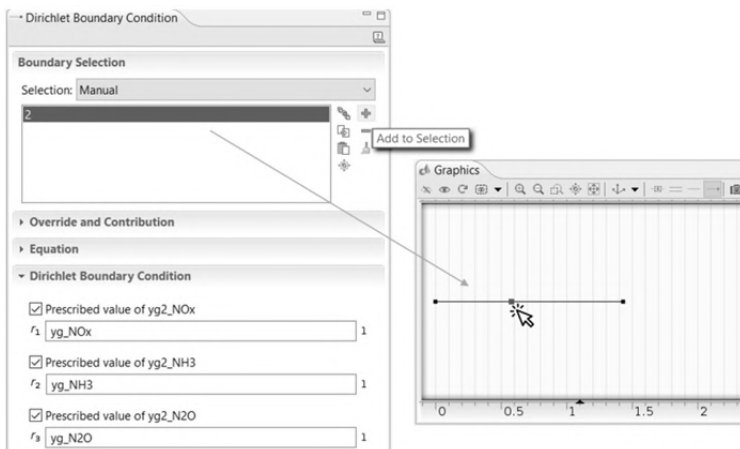 Dirichlet Boundary Condition
Boundary Selection
Selection: Manual
2
Add to Selection
Override and Contribution
Equation
Dirichlet Boundary Condition
Prescribed value of yg2_NOx
r1 yg_NOx 1
Prescribed value of yg2_NH3
r2 yg_NH3 1
Prescribed value of yg2_N2O
r3 yg_N2O 1
Graphics
0 0.5 1 1.5 2